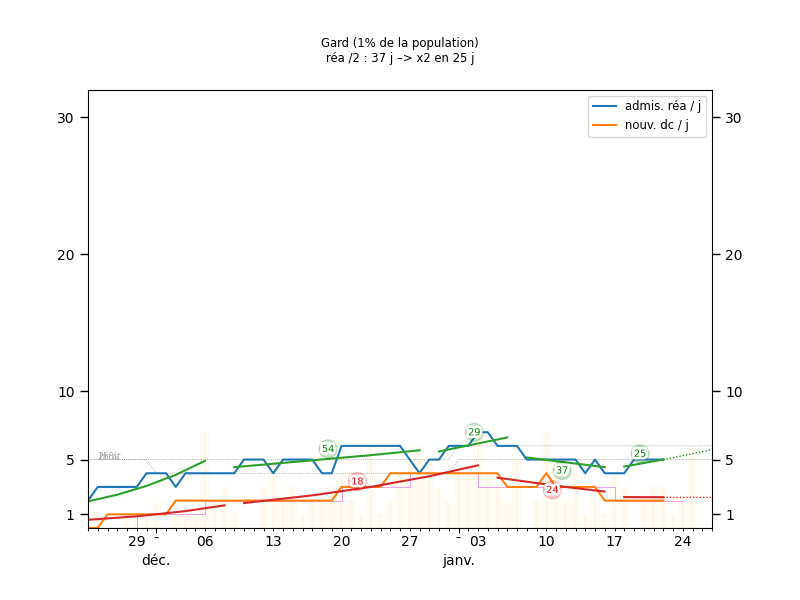 Gard (1% de la population)
réa /2 : 37 j –> x2 en 25 j
admis. réa / j
nouv. dc / j
30 30
20 20
10 10
5 5
1 1
29
54
18
24
37
25
29 06 13 20 27 03 10 17 24
déc. janv.